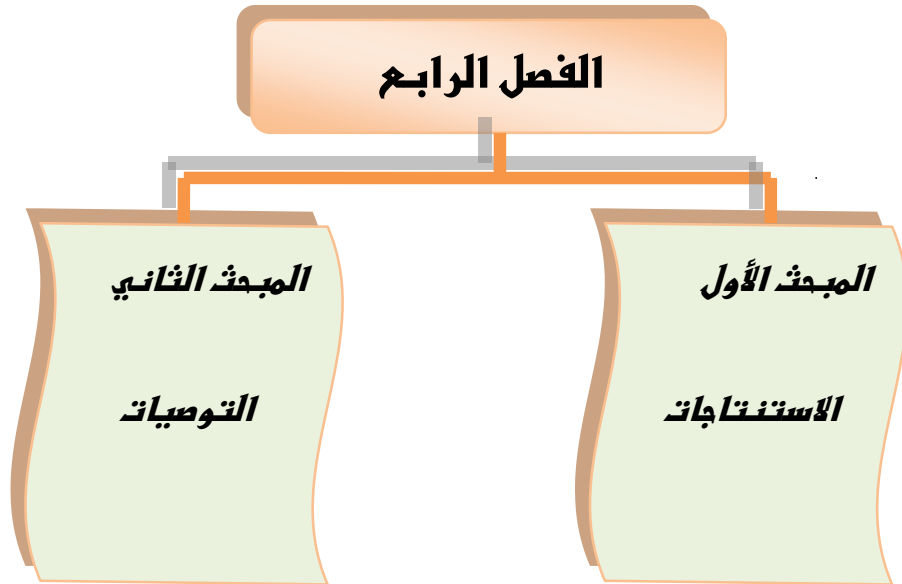 الفصل الرابع
المبحث الأول
الاستنتاجات
المبحث الثاني
التوصيات